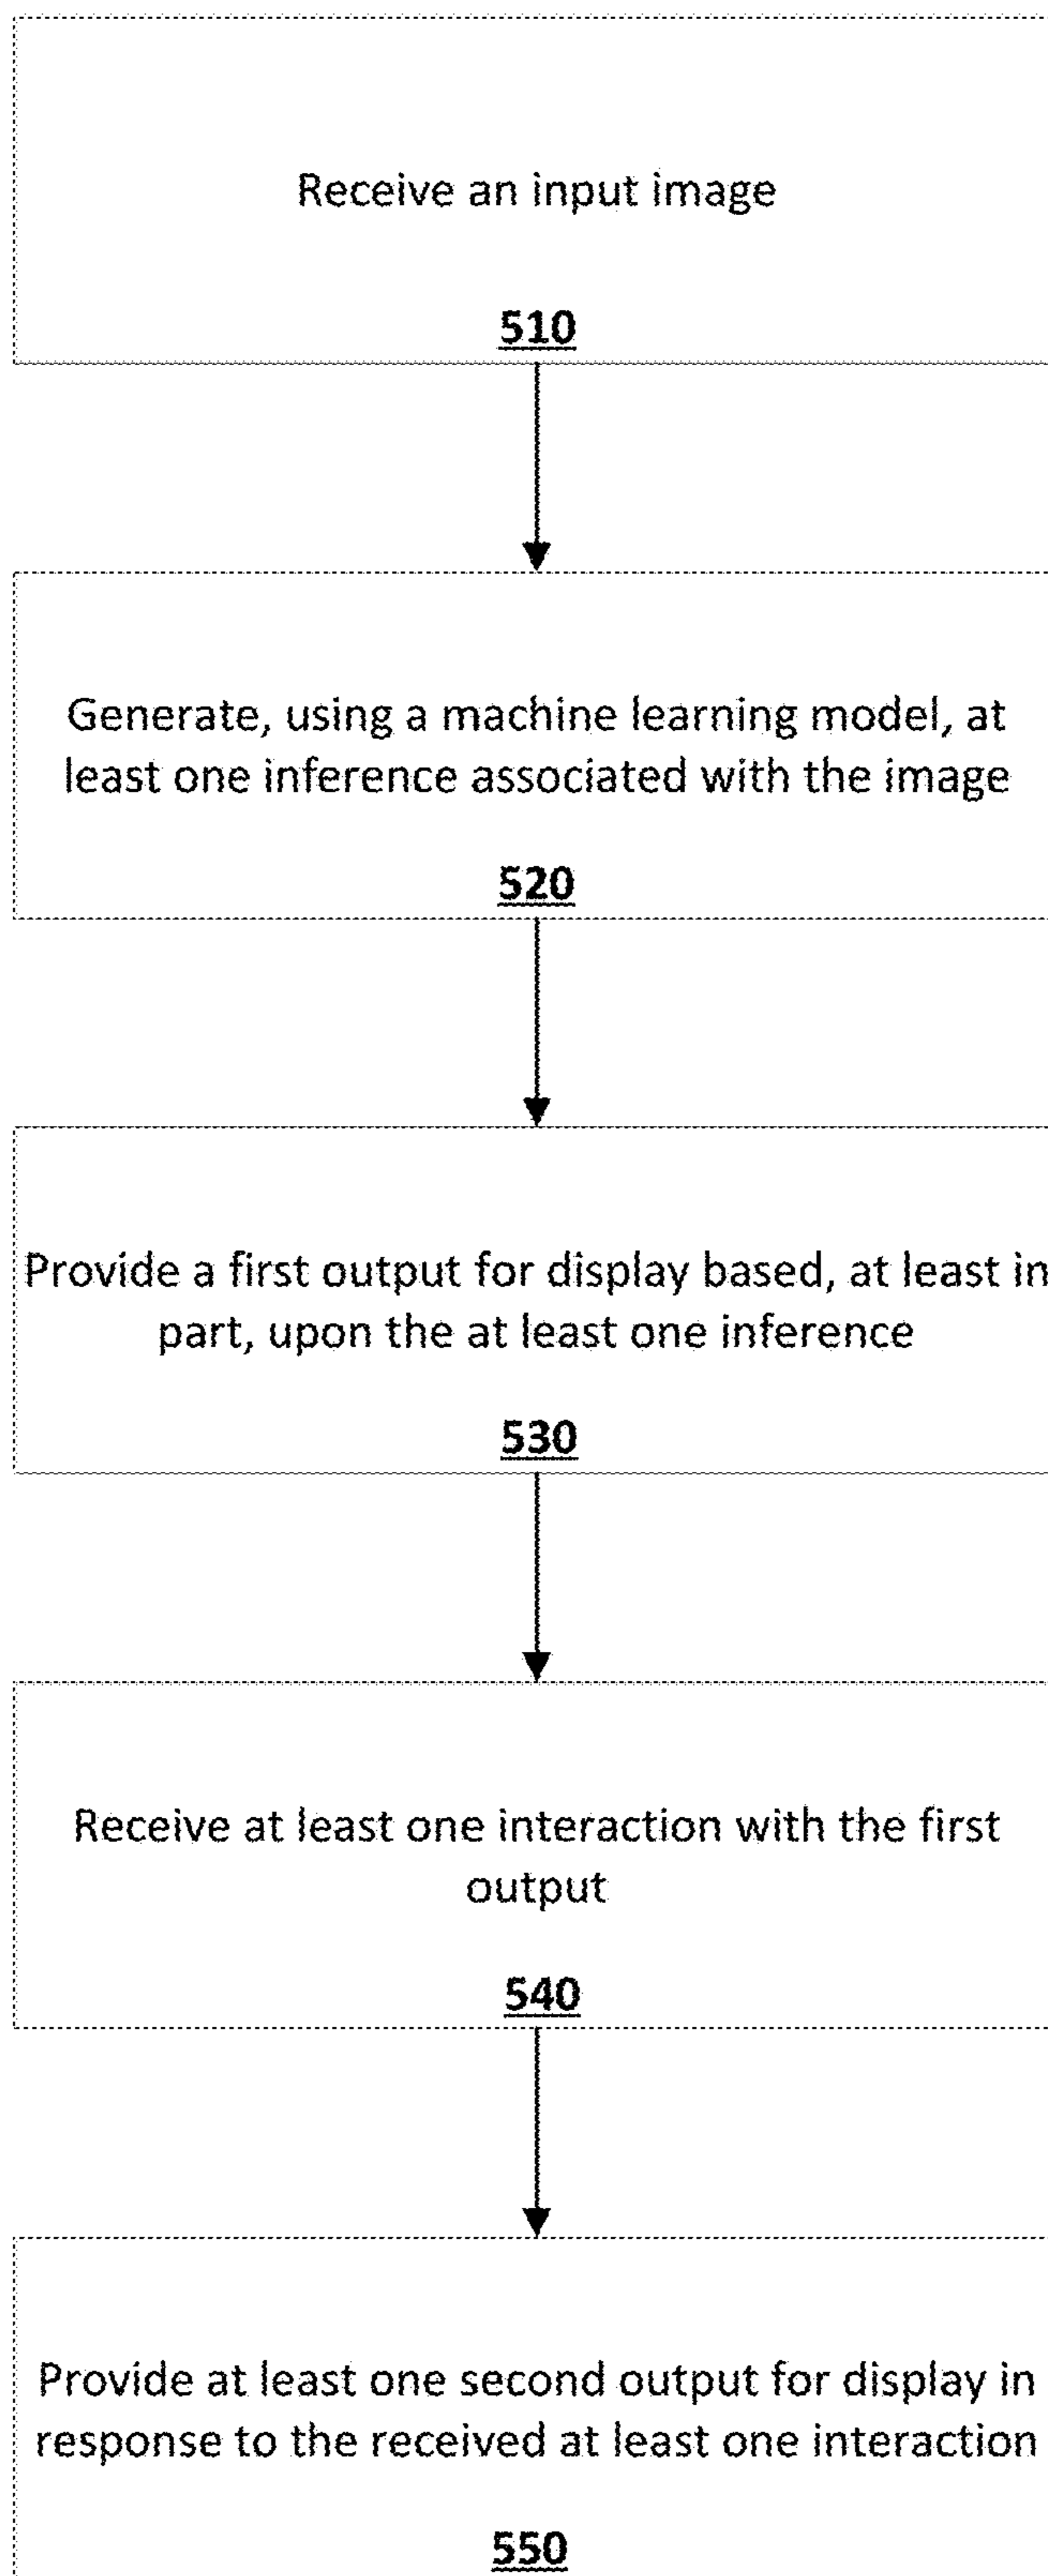 Receive an input image
510
Generate, using a machine learning model, at
least one inference associated with the image
520
Provide a first output for display based, at least in
part, upon the at least one inference
530
Receive at least one interaction with the first
output
540
Provide at least one second output for display in
response to the received at least one interaction
550